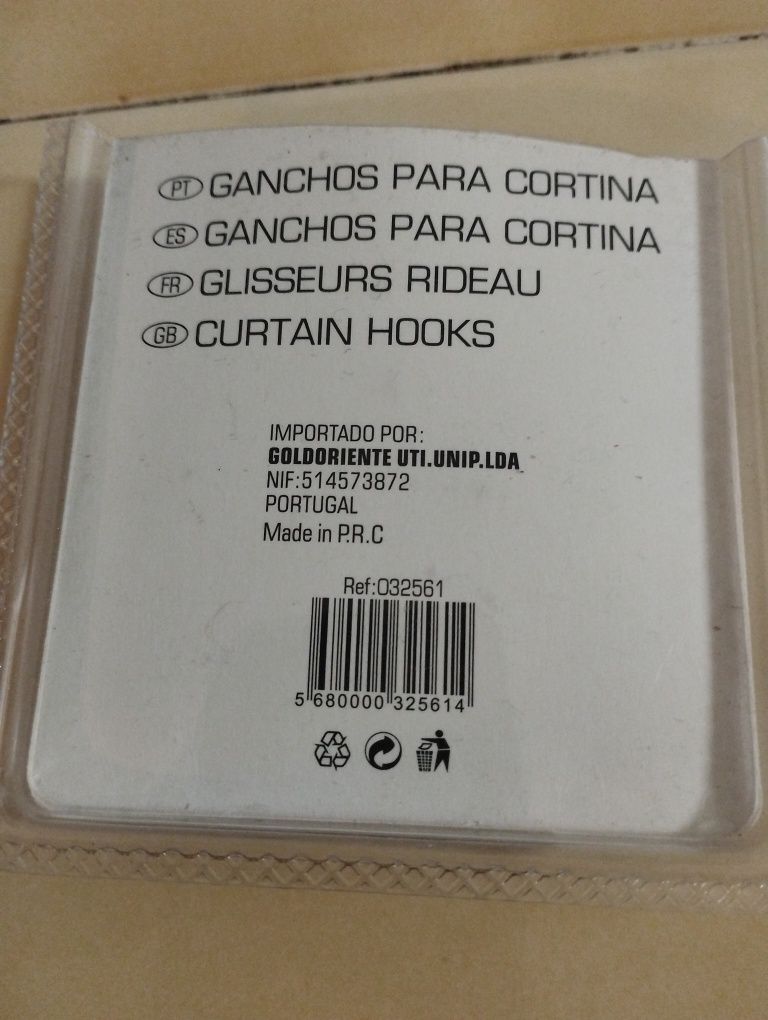 PT GANCHOS PARA CORTINA
ES GANCHOS PARA CORTINA
FR GLISSEURS RIDEAU
GB CURTAIN HOOKS
IMPORTADO POR:
GOLDORIENTE UTI.UNIP.LDA
NIF:514573872
PORTUGAL
Made in P.R.C
Ref:032561
5 680000 325614